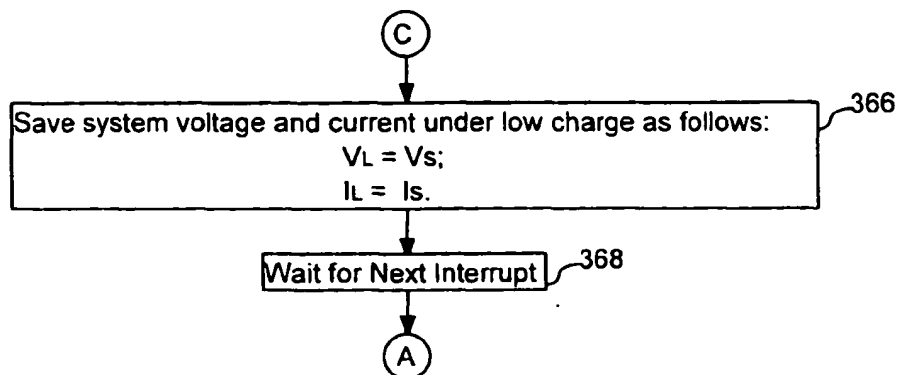 C
Save system voltage and current under low charge as follows:
VL = Vs;
IL = Is.
366
Wait for Next Interrupt
368
A